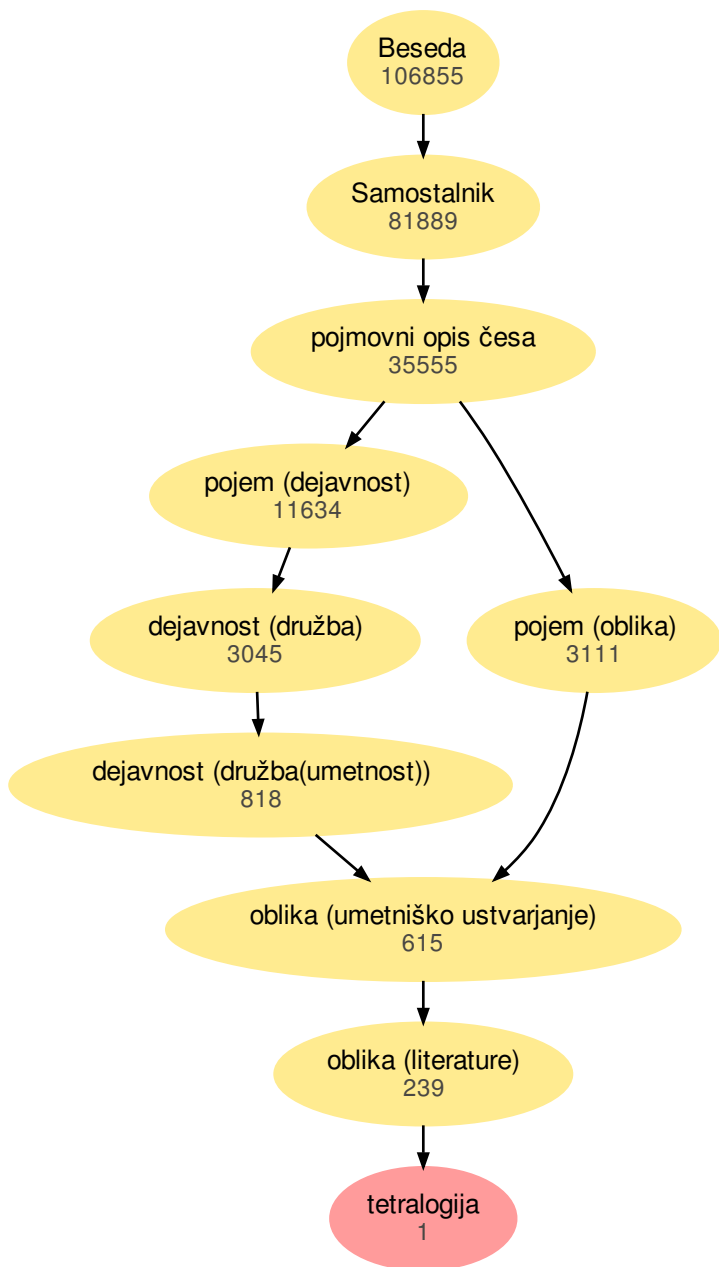 Beseda
106855
Samostalnik
81889
pojmovni opis česa
35555
pojem (dejavnost)
11634
dejavnost (družba)
3045
pojem (oblika)
3111
dejavnost (družba(umetnost))
818
oblika (umetniško ustvarjanje)
615
oblika (literature)
239
tetralogija
1